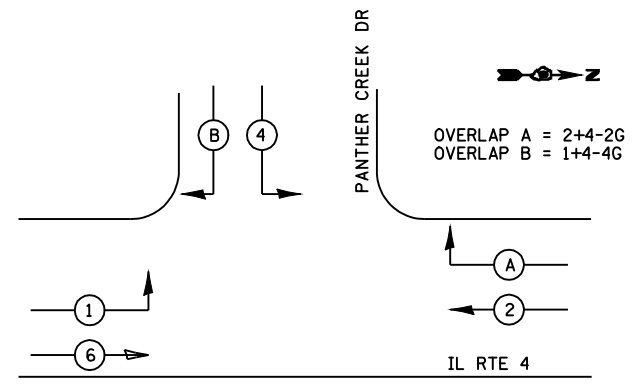 PANTHER CREEK DR
N
B
4
OVERLAP A = 2+4-2G
OVERLAP B = 1+4-4G
A
1
2
6
IL RTE 4